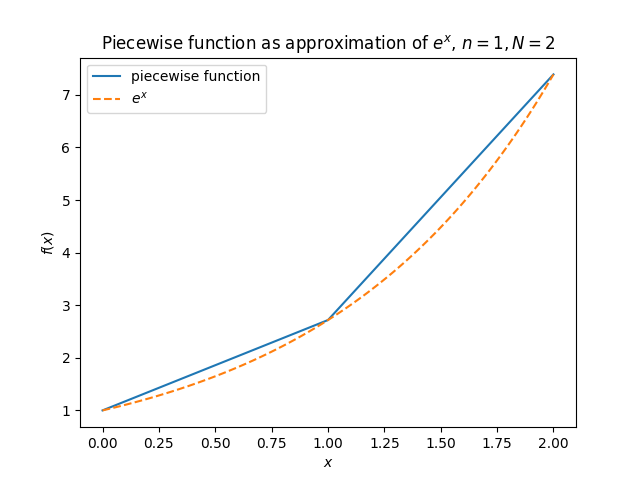 Piecewise function as approximation of $e^x$, $n = 1, N = 2$
piecewise function
$e^x$
7
6
5
4
3
2
1
f(x)
0.00 0.25 0.50 0.75 1.00 1.25 1.50 1.75 2.00
x